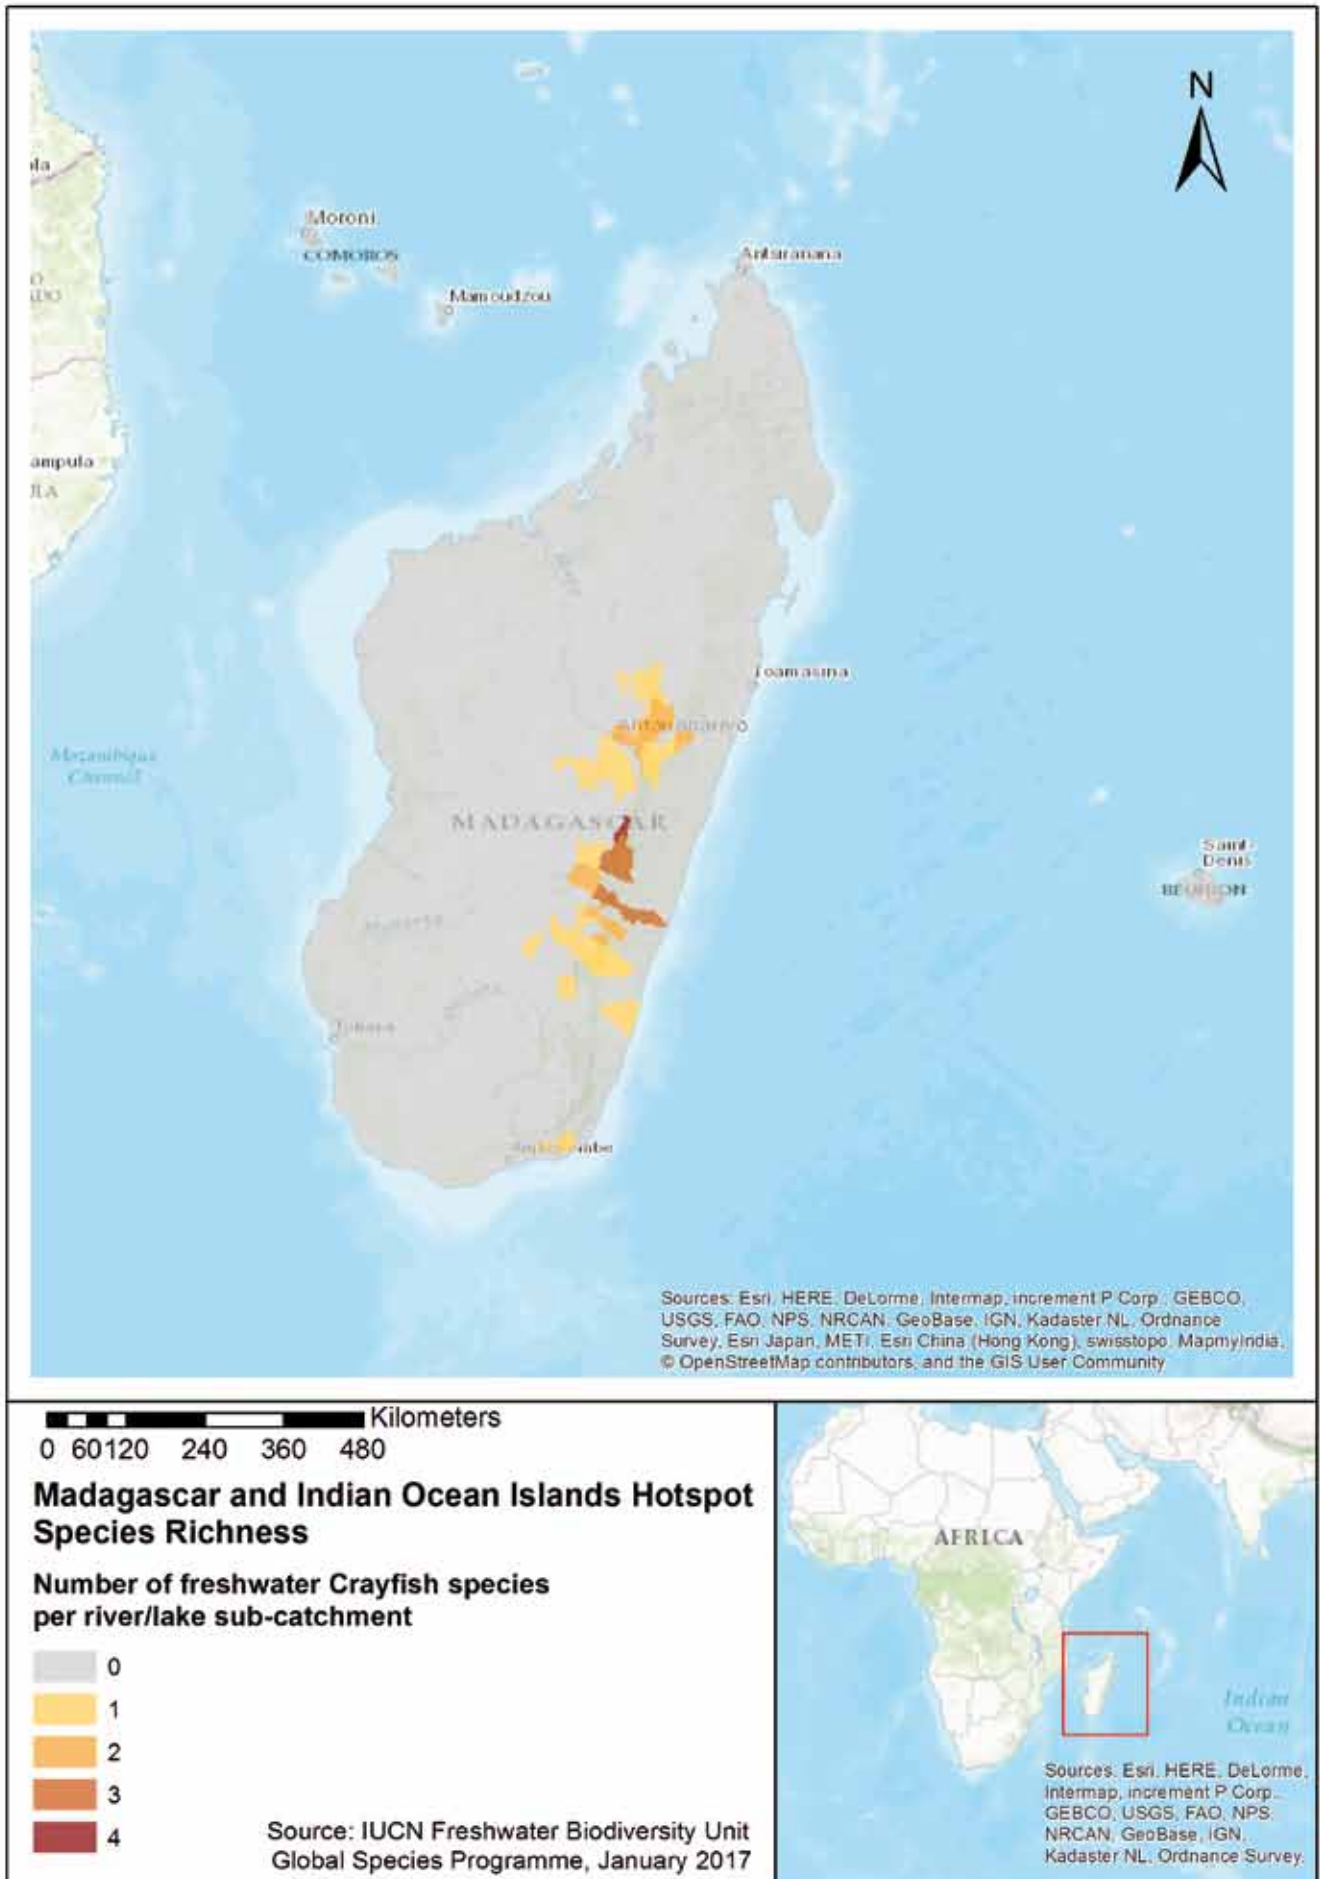 N
Moroni
COMOROS
Antsiranana
Mamoudzou
ampula
Toamasina
Antananarivo
Mozambique
Channel
MADAGASCAR
Saint-
Denis
REUNION
Toliara
Sources: Esri, HERE, DeLorme, Intermap, increment P Corp., GEBCO,
USGS, FAO, NPS, NRCAN, GeoBase, IGN, Kadaster NL, Ordnance
Survey, Esri Japan, METI, Esri China (Hong Kong), swisstopo, MapmyIndia,
© OpenStreetMap contributors, and the GIS User Community
Kilometers
0 60 120 240 360 480
Madagascar and Indian Ocean Islands Hotspot
Species Richness
Number of freshwater Crayfish species
per river/lake sub-catchment
0
1
2
3
4
Source: IUCN Freshwater Biodiversity Unit
Global Species Programme, January 2017
AFRICA
Indian
Ocean
Sources: Esri, HERE, DeLorme,
Intermap, increment P Corp.,
GEBCO, USGS, FAO, NPS,
NRCAN, GeoBase, IGN,
Kadaster NL, Ordnance Survey,